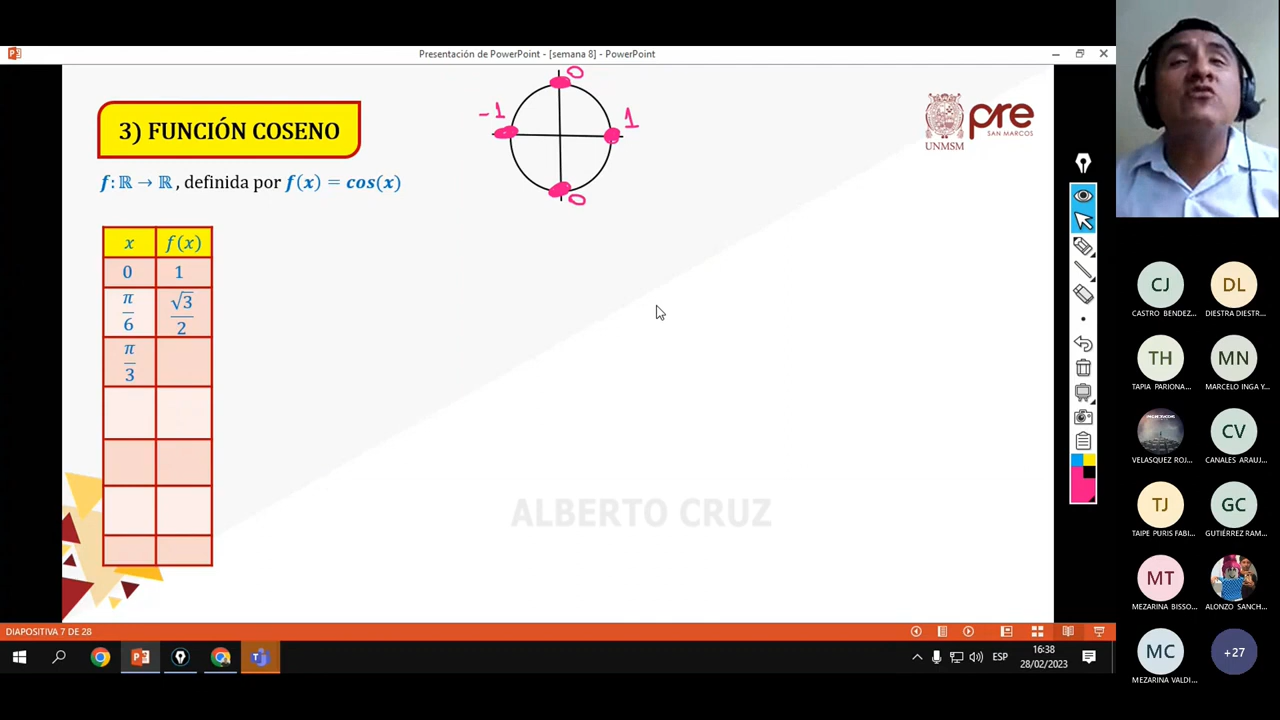 Presentación de PowerPoint - [semana 8] - PowerPoint
3) FUNCIÓN COSENO
f: ℝ → ℝ , definida por f(x) = cos(x)
0
-1
1
0
UNMSM
pre
SAN MARCOS
x f(x)
0 1
π/6 √3/2
π/3
ALBERTO CRUZ
CJ
CASTRO BENDEZ...
DL
DIESTRA DIESTR...
TH
TAPIA PARIONA...
MN
MARCELO INGA Y...
VELASQUEZ ROJ...
CV
CANALES ARAUJ...
TJ
TAIPE PURIS FABI...
GC
GUTIÉRREZ RAM...
MT
MEZARINA BISSO...
ALONZO SANCH...
MC
MEZARINA VALDI...
+27
DIAPOSITIVA 7 DE 28
ESP
16:38
28/02/2023